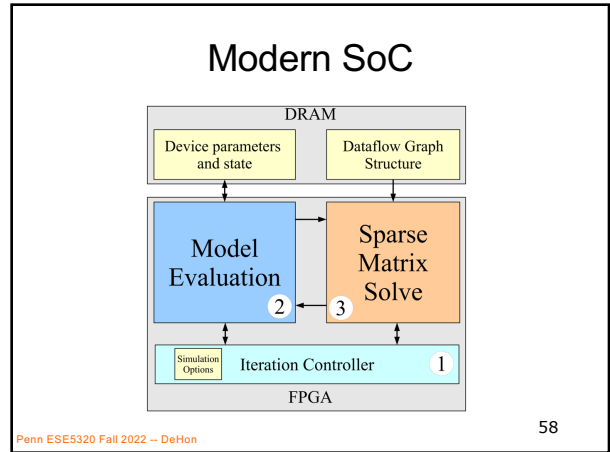 Modern SoC
DRAM
Device parameters
and state
Dataflow Graph
Structure
Model
Evaluation
2
Sparse
Matrix
Solve
3
Simulation
Options
Iteration Controller
1
FPGA
Penn ESE5320 Fall 2022 -- DeHon
58